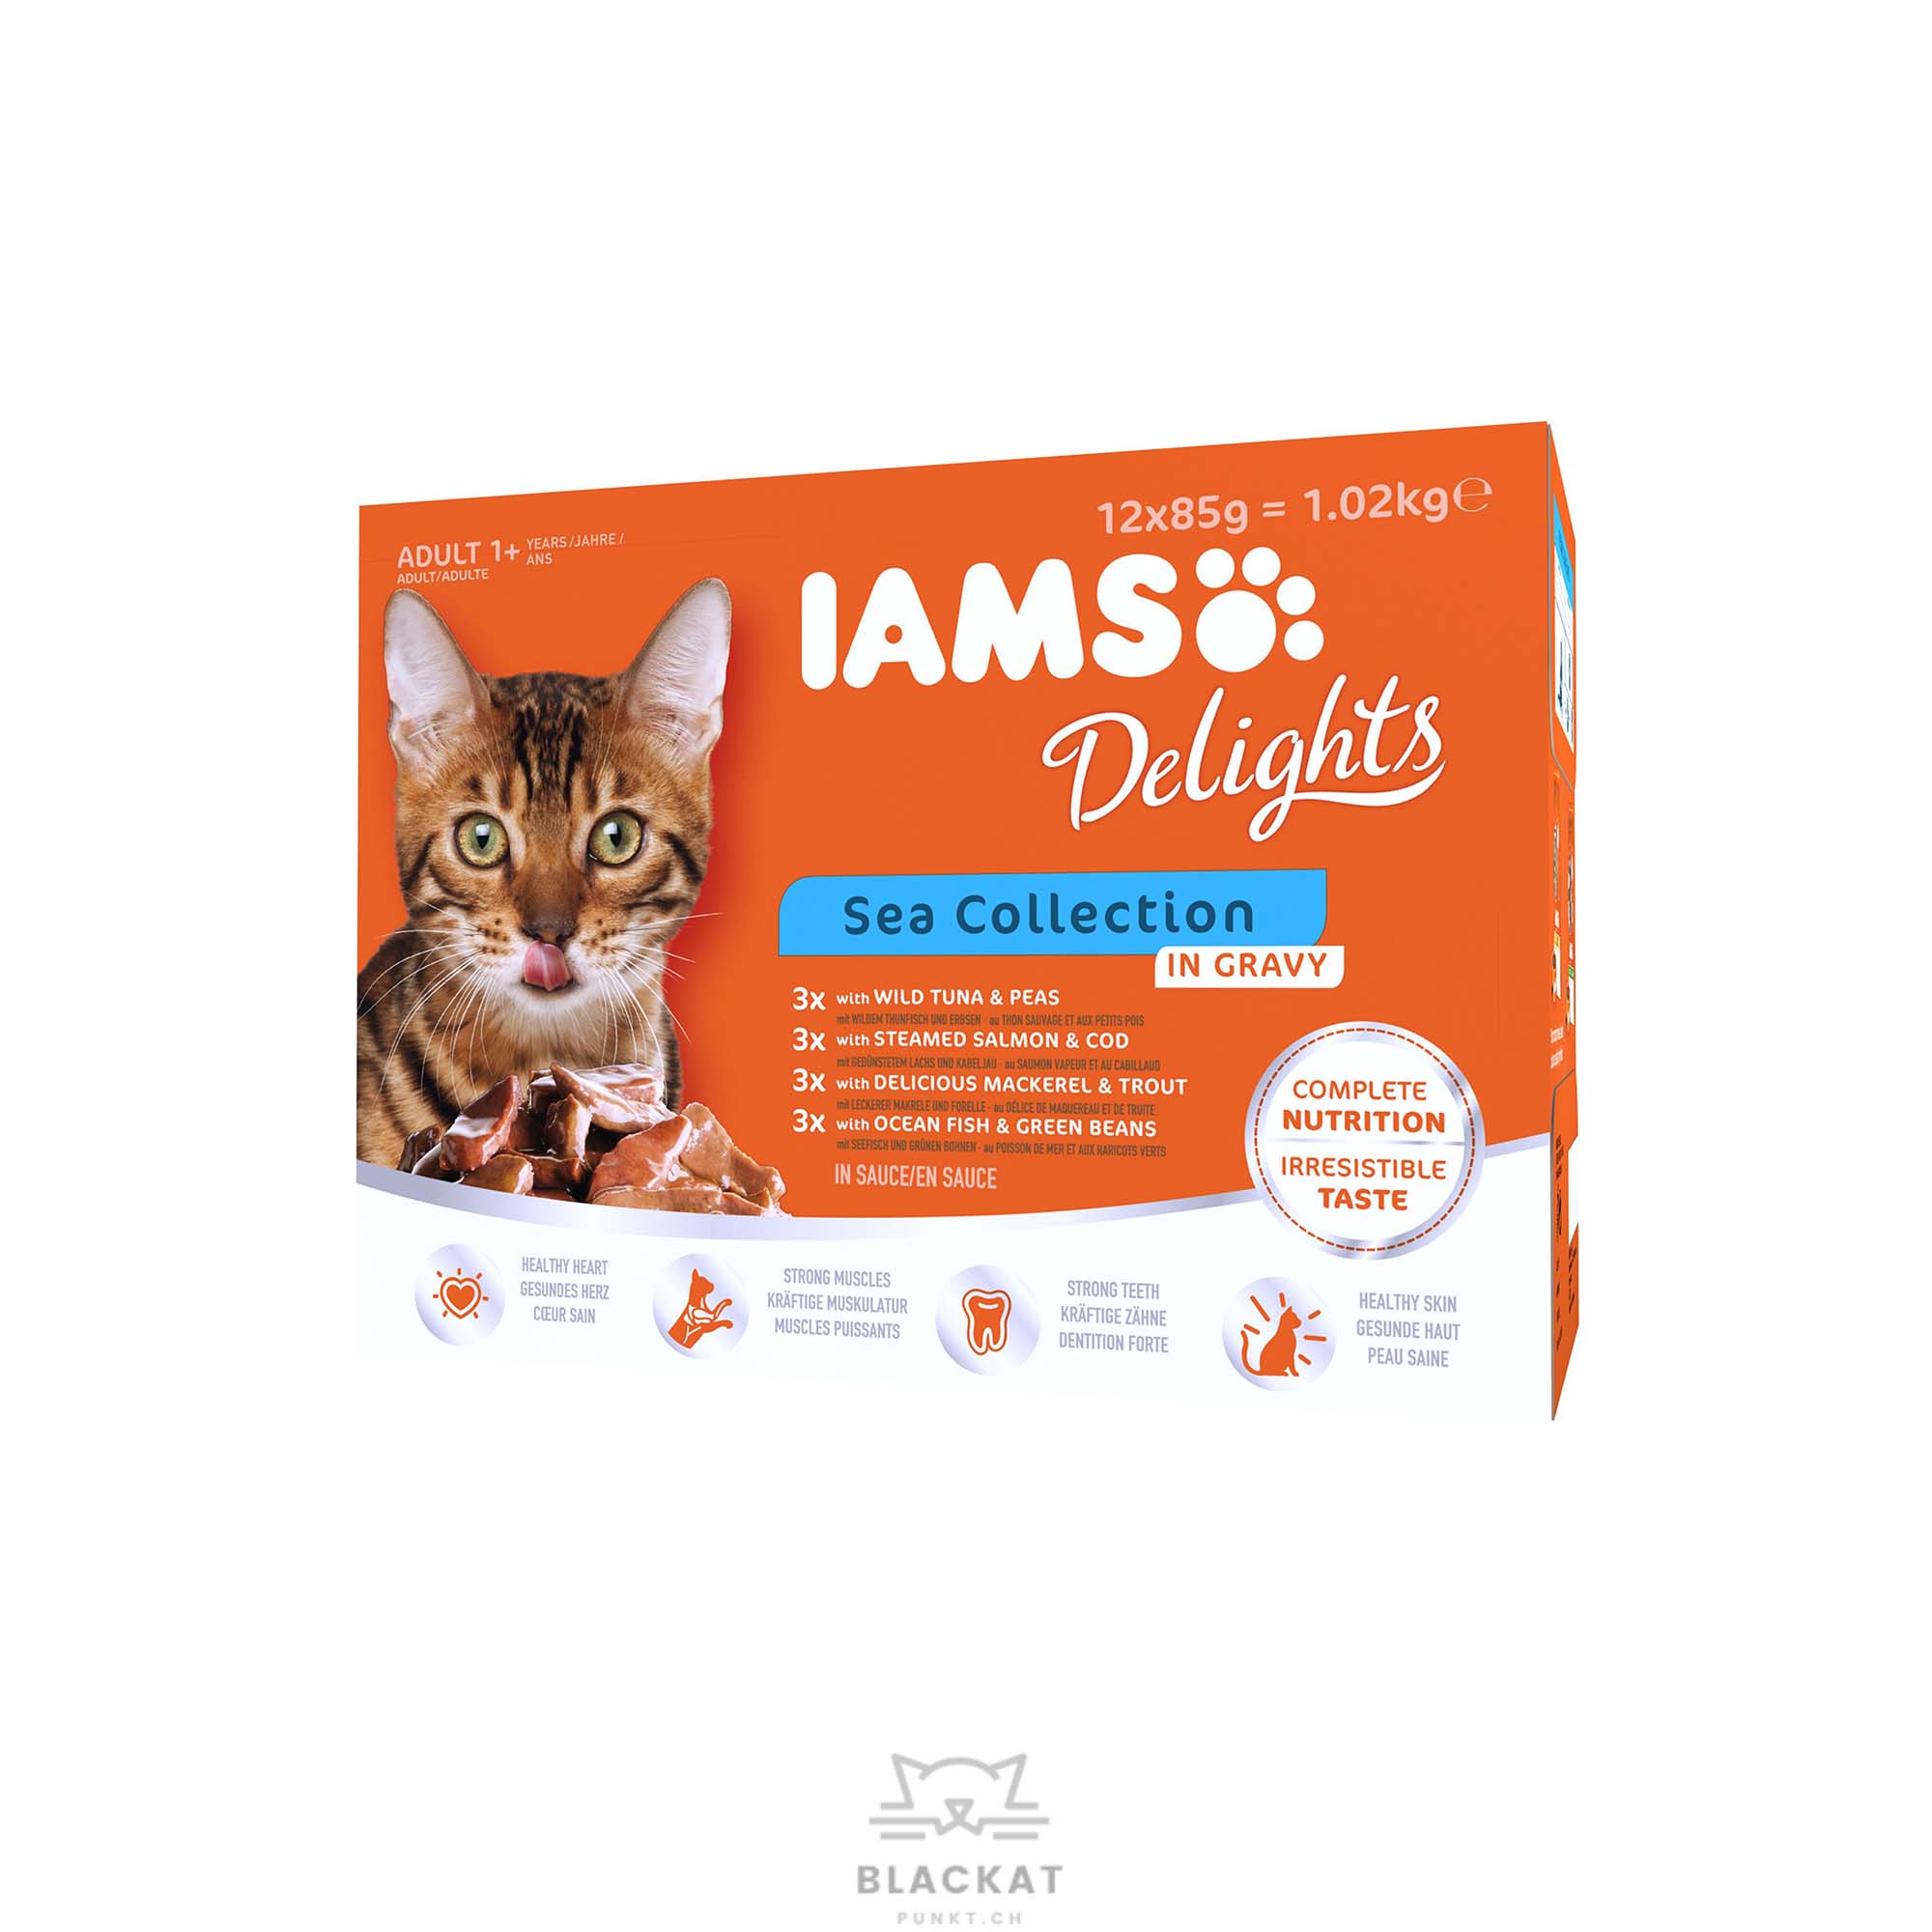 12x85g = 1.02kg℮
ADULT 1+ YEARS/JAHRE/
ANS
ADULT/ADULTE
IAMS
Delights
Sea Collection
IN GRAVY
3x with WILD TUNA & PEAS
mit WILDEM THUNFISCH UND ERBSEN - au THON SAUVAGE ET AUX PETITS POIS
3x with STEAMED SALMON & COD
mit GEDÜNSTETEM LACHS UND KABELJAU - au SAUMON VAPEUR ET AU CABILLAUD
3x with DELICIOUS MACKEREL & TROUT
mit LECKERER MAKRELE UND FORELLE - au DÉLICE DE MAQUEREAU ET DE TRUITE
3x with OCEAN FISH & GREEN BEANS
mit SEEFISCH UND GRÜNEN BOHNEN - au POISSON DE MER ET AUX HARICOTS VERTS
IN SAUCE/EN SAUCE
COMPLETE
NUTRITION
IRRESISTIBLE
TASTE
HEALTHY HEART
GESUNDES HERZ
CŒUR SAIN
STRONG MUSCLES
KRÄFTIGE MUSKULATUR
MUSCLES PUISSANTS
STRONG TEETH
KRÄFTIGE ZÄHNE
DENTITION FORTE
HEALTHY SKIN
GESUNDE HAUT
PEAU SAINE
BLACKAT
PUNKT.CH